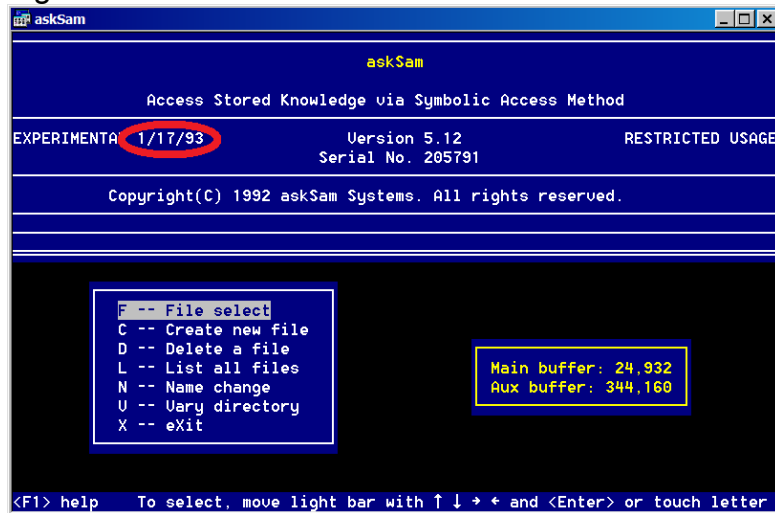 askSam
askSam
Access Stored Knowledge via Symbolic Access Method
EXPERIMENTA 1/17/93 Version 5.12 RESTRICTED USAGE
Serial No. 205791
Copyright(C) 1992 askSam Systems. All rights reserved.
F -- File select
C -- Create new file
D -- Delete a file
L -- List all files
N -- Name change
V -- Vary directory
X -- eXit
Main buffer: 24,932
Aux buffer: 344,160
<F1> help To select, move light bar with ↑ ↓ → ← and <Enter> or touch letter